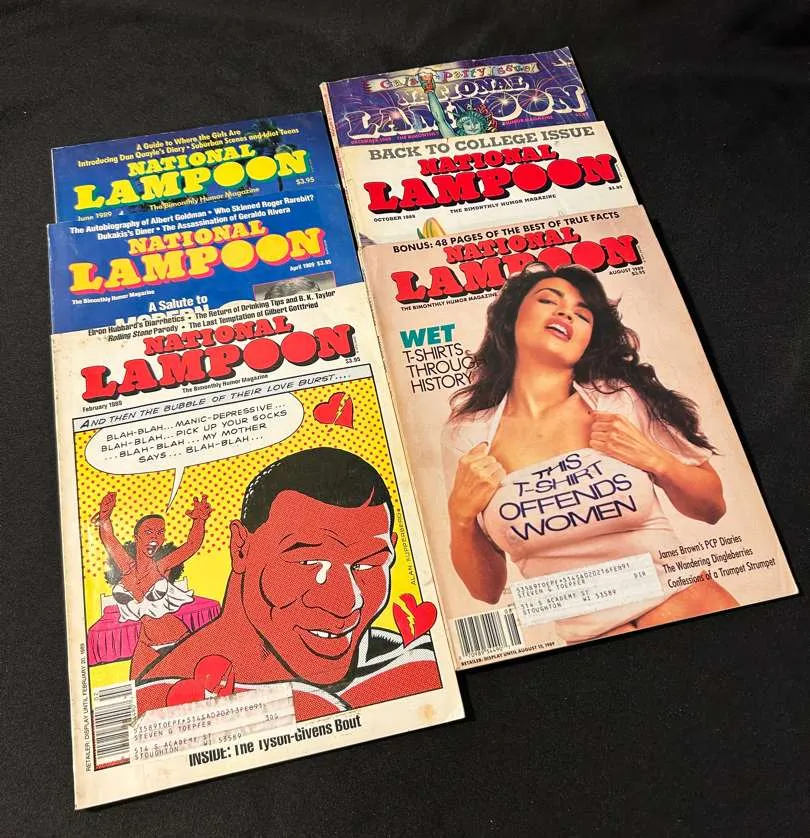 A Guide to Where the Girls Are
Introducing Dan Quayle's Diary • Suburban Scenes and Idiot Teens
NATIONAL
LAMPOON
$3.95
June 1989
The Bimonthly Humor Magazine
The Autobiography of Albert Goldman • Who Skinned Roger Rarebit?
Dukakis's Diner • The Assassination of Geraldo Rivera
NATIONAL
LAMPOON
The Bimonthly Humor Magazine
April 1989 $3.95
A Salute to
MODERN
Elron Hubbard's Diarrhetics • The Return of Drinking Tips and B. K. Taylor
Rolling Stone Parody • The Last Temptation of Gilbert Gottfried
NATIONAL
LAMPOON
$3.95
February 1989
The Bimonthly Humor Magazine
AND THEN THE BUBBLE OF THEIR LOVE BURST....
BLAH-BLAH... MANIC-DEPRESSIVE...
BLAH-BLAH... PICK UP YOUR SOCKS
...BLAH-BLAH... MY MOTHER
SAYS... BLAH-BLAH...
RETAILER: DISPLAY UNTIL FEBRUARY 20, 1989
STEVEN G TOEPFER
514 S ACADEMY ST
STOUGHTON WI 53589
INSIDE: The Tyson-Givens Bout
Gala Party Issue!
NATIONAL
LAMPOON
DECEMBER 1989
THE BIMONTHLY HUMOR MAGAZINE
$3.95
BACK TO COLLEGE ISSUE
NATIONAL
LAMPOON
OCTOBER 1989
THE BIMONTHLY HUMOR MAGAZINE
$3.95
BONUS: 48 PAGES OF THE BEST OF TRUE FACTS
NATIONAL
LAMPOON
THE BIMONTHLY HUMOR MAGAZINE
AUGUST 1989
$3.95
WET
T-SHIRTS
THROUGH
HISTORY
THIS
T-SHIRT
OFFENDS
WOMEN
James Brown's PCP Diaries
The Wandering Dingleberries
Confessions of a Trumpet Strumpet
STEVEN G TOEPFER
514 S ACADEMY ST
STOUGHTON WI 53589
RETAILER: DISPLAY UNTIL AUGUST 15, 1989